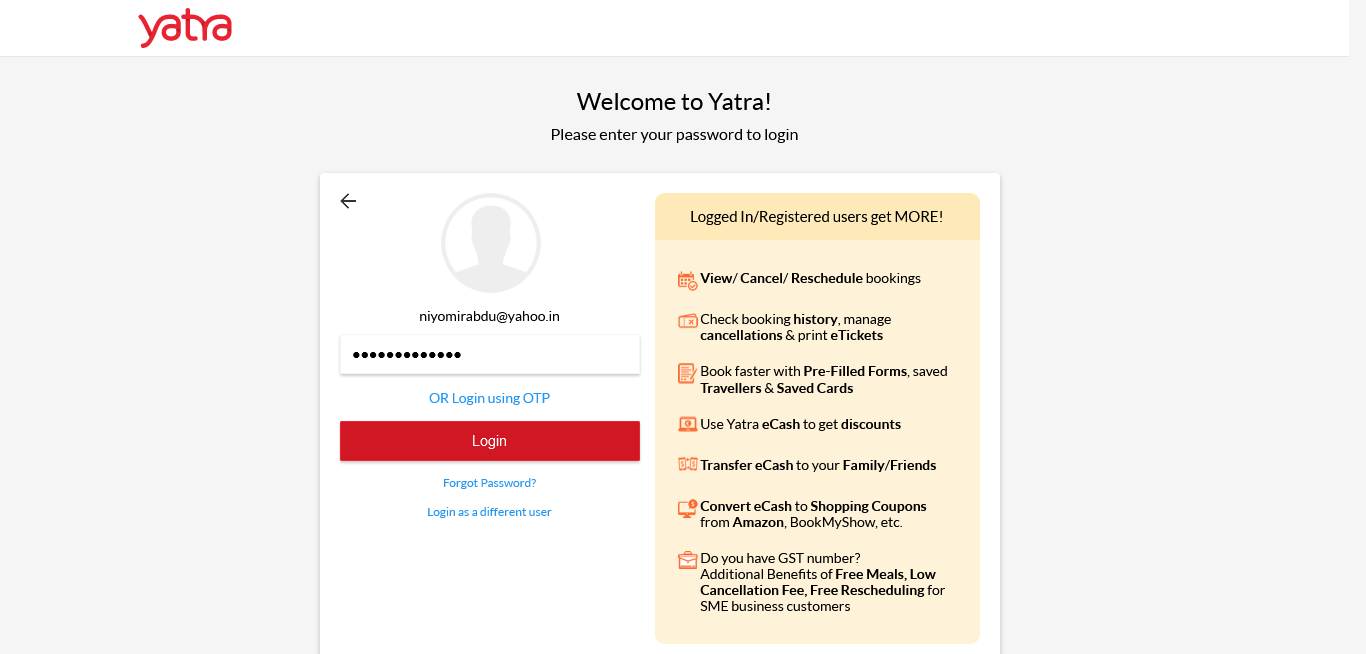 yatra
Welcome to Yatra!
Please enter your password to login
niyomirabdu@yahoo.in
•••••••••••••
OR Login using OTP
Login
Forgot Password?
Login as a different user
Logged In/Registered users get MORE!
View/ Cancel/ Reschedule bookings
Check booking history, manage
cancellations & print eTickets
Book faster with Pre-Filled Forms, saved
Travellers & Saved Cards
Use Yatra eCash to get discounts
Transfer eCash to your Family/Friends
Convert eCash to Shopping Coupons
from Amazon, BookMyShow, etc.
Do you have GST number?
Additional Benefits of Free Meals, Low
Cancellation Fee, Free Rescheduling for
SME business customers